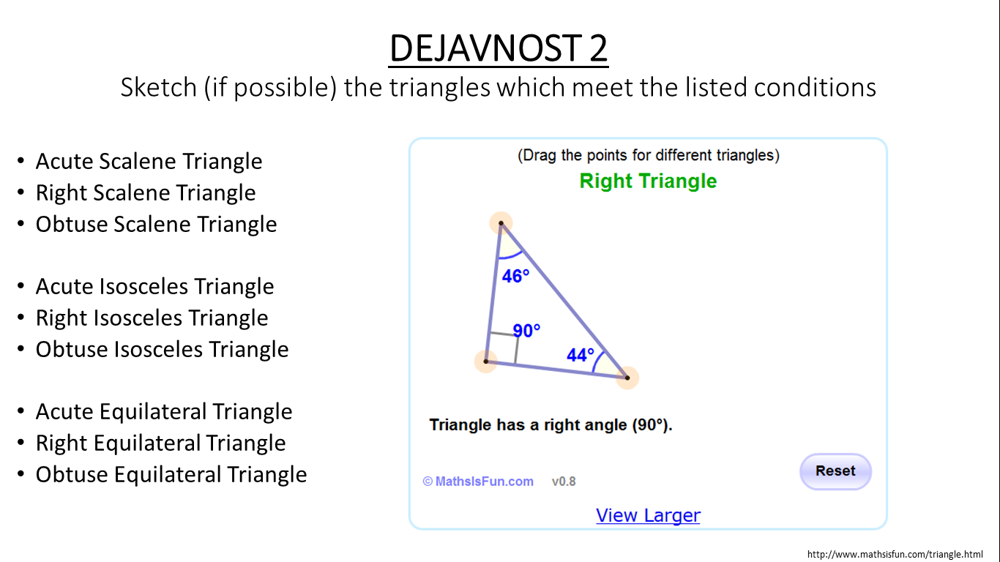 DEJAVNOST 2
Sketch (if possible) the triangles which meet the listed conditions
• Acute Scalene Triangle
• Right Scalene Triangle
• Obtuse Scalene Triangle
• Acute Isosceles Triangle
• Right Isosceles Triangle
• Obtuse Isosceles Triangle
• Acute Equilateral Triangle
• Right Equilateral Triangle
• Obtuse Equilateral Triangle
(Drag the points for different triangles)
Right Triangle
46°
90°
44°
Triangle has a right angle (90°).
Reset
© MathsIsFun.com v0.8
View Larger
http://www.mathsisfun.com/triangle.html